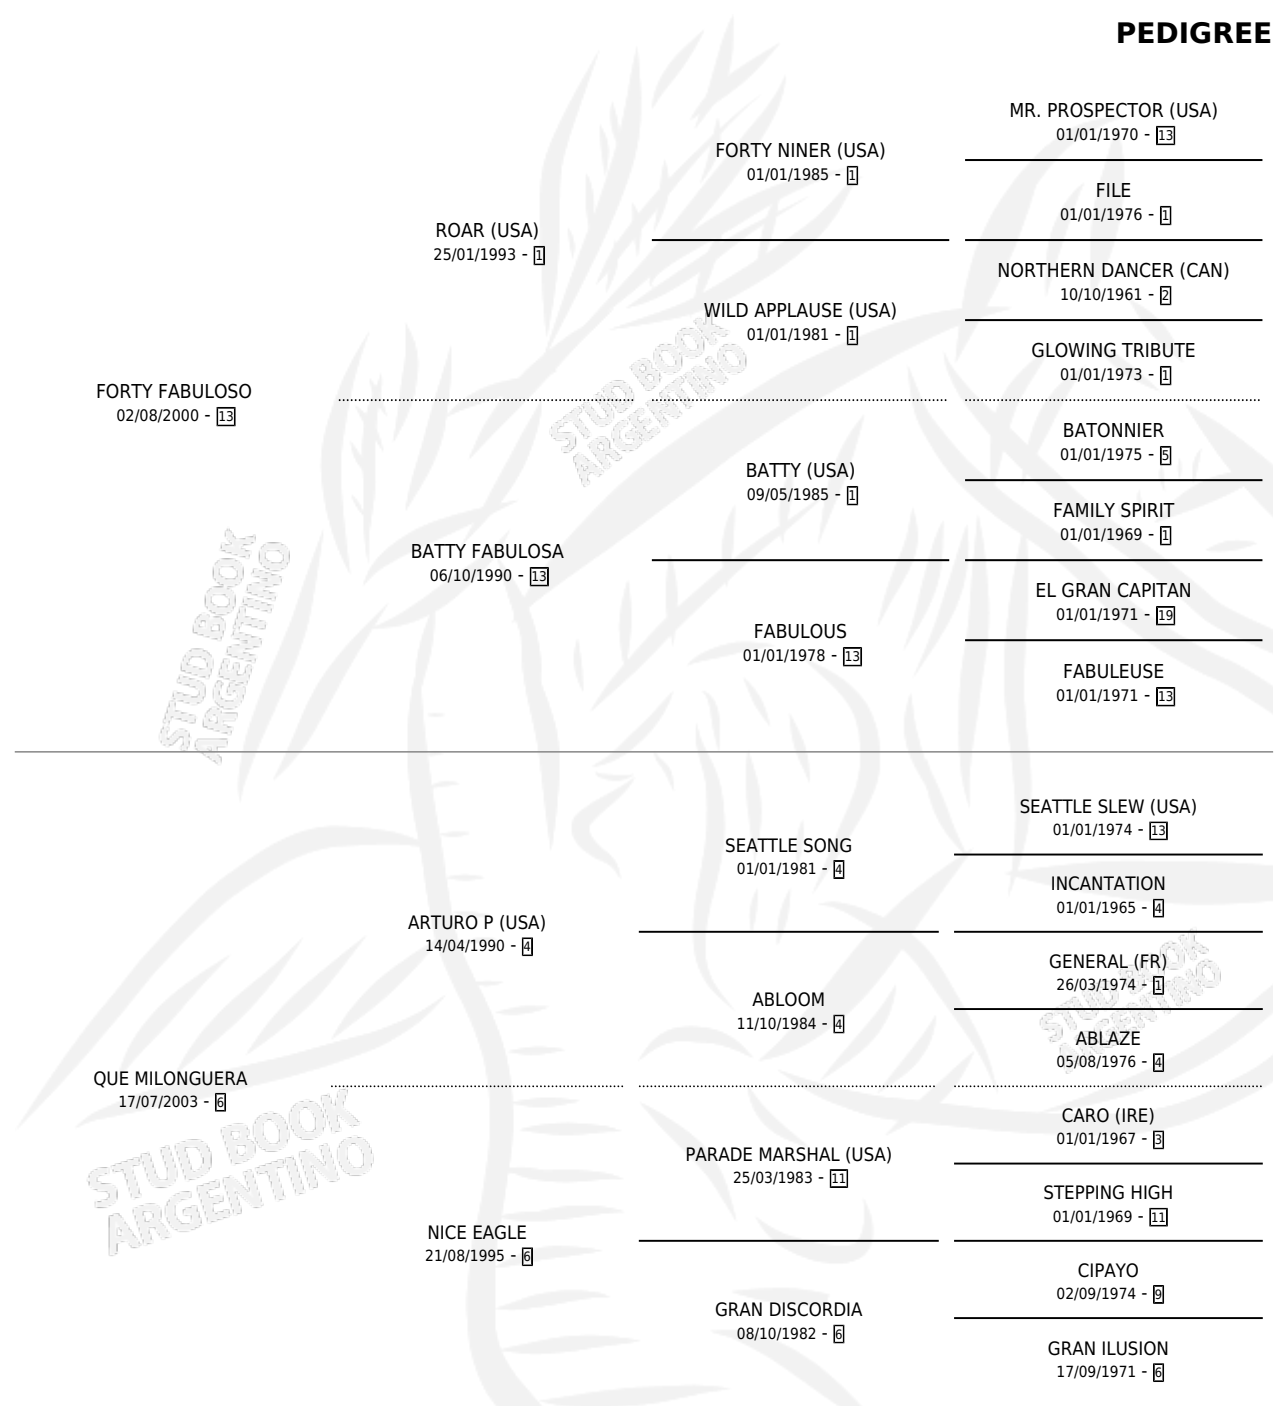 PEDIGREE
MR. PROSPECTOR (USA)
01/01/1970 - 13
FORTY NINER (USA)
01/01/1985 - 1
FILE
01/01/1976 - 1
ROAR (USA)
25/01/1993 - 1
NORTHERN DANCER (CAN)
10/10/1961 - 2
WILD APPLAUSE (USA)
01/01/1981 - 1
GLOWING TRIBUTE
01/01/1973 - 1
FORTY FABULOSO
02/08/2000 - 13
BATONNIER
01/01/1975 - 5
BATTY (USA)
09/05/1985 - 1
FAMILY SPIRIT
01/01/1969 - 1
BATTY FABULOSA
06/10/1990 - 13
EL GRAN CAPITAN
01/01/1971 - 19
FABULOUS
01/01/1978 - 13
FABULEUSE
01/01/1971 - 13
STUD BOOK
ARGENTINO
STUD BOOK
ARGENTINO
SEATTLE SLEW (USA)
01/01/1974 - 13
SEATTLE SONG
01/01/1981 - 4
INCANTATION
01/01/1965 - 4
ARTURO P (USA)
14/04/1990 - 4
GENERAL (FR)
26/03/1974 - 1
ABLOOM
11/10/1984 - 4
ABLAZE
05/08/1976 - 4
QUE MILONGUERA
17/07/2003 - 6
CARO (IRE)
01/01/1967 - 3
PARADE MARSHAL (USA)
25/03/1983 - 11
STEPPING HIGH
01/01/1969 - 11
NICE EAGLE
21/08/1995 - 6
CIPAYO
02/09/1974 - 9
GRAN DISCORDIA
08/10/1982 - 6
GRAN ILUSION
17/09/1971 - 6
STUD BOOK
ARGENTINO
STUD BOOK
ARGENTINO